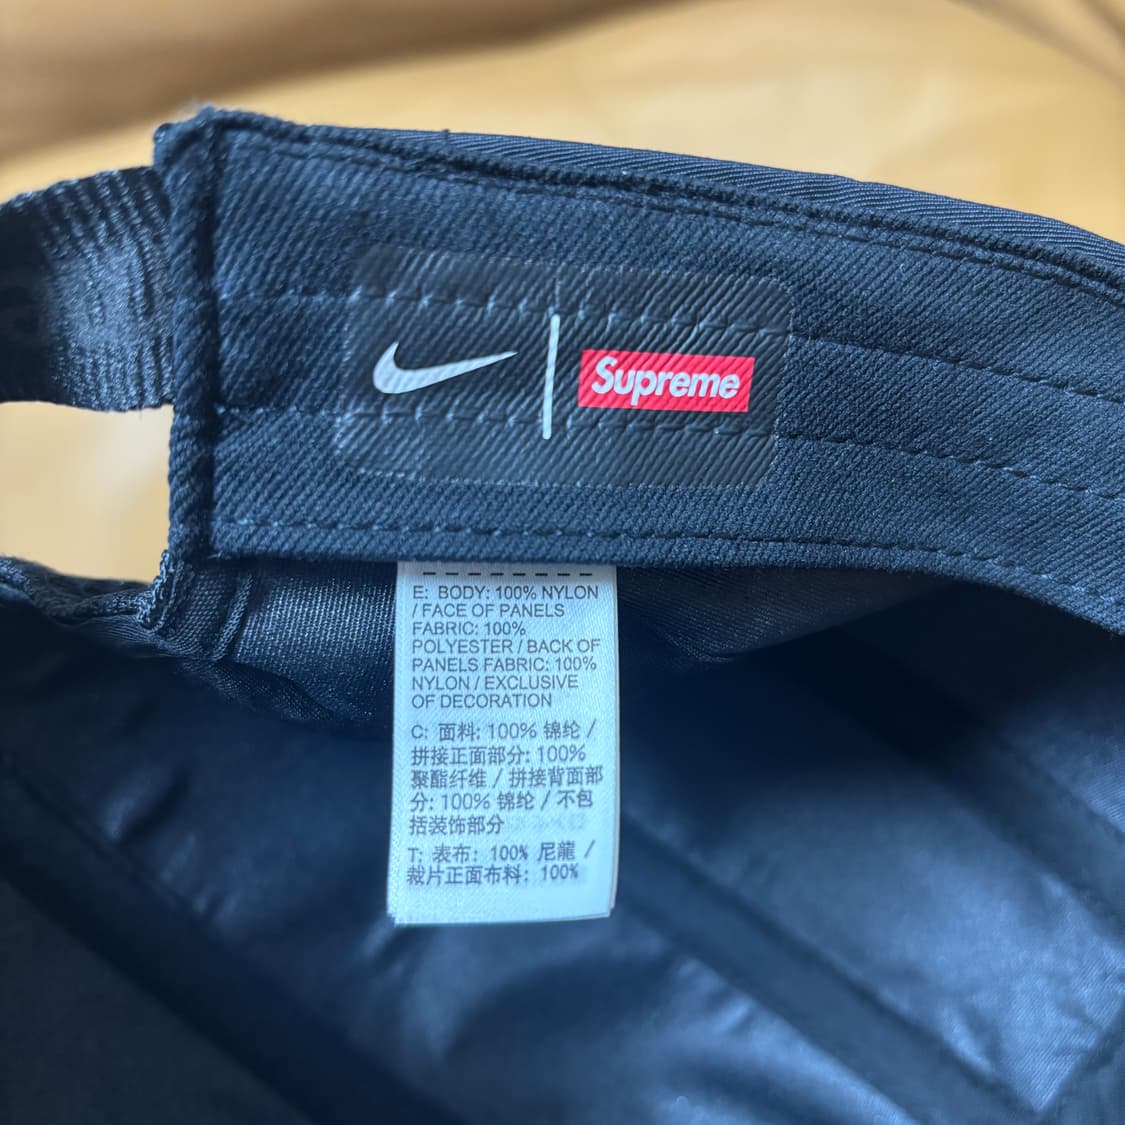 Supreme
E: BODY: 100% NYLON
/ FACE OF PANELS
FABRIC: 100%
POLYESTER / BACK OF
PANELS FABRIC: 100%
NYLON / EXCLUSIVE
OF DECORATION
C: 面料: 100% 锦纶 /
拼接正面部分: 100%
聚酯纤维 / 拼接背面部
分: 100% 锦纶 / 不包
括装饰部分
T: 表布: 100% 尼龍 /
裁片正面布料: 100%